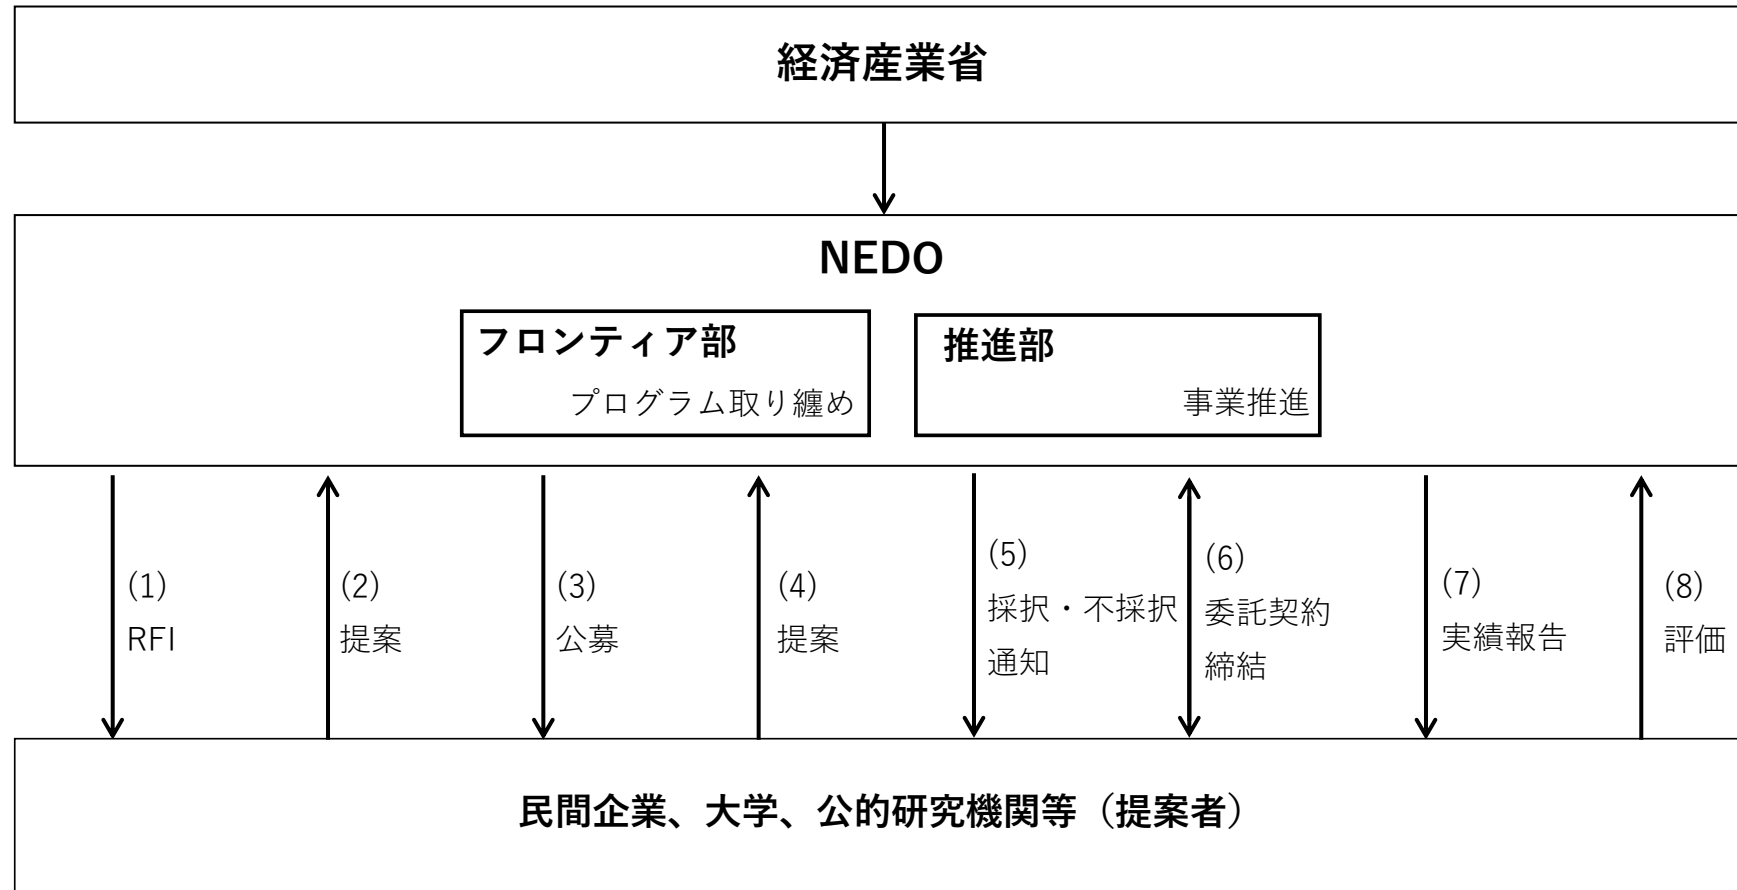 経済産業省
NEDO
フロンティア部
プログラム取り纏め
推進部
事業推進
(1)
RFI
(2)
提案
(3)
公募
(4)
提案
(5)
採択・不採択
通知
(6)
委託契約
締結
(7)
実績報告
(8)
評価
民間企業、大学、公的研究機関等（提案者）